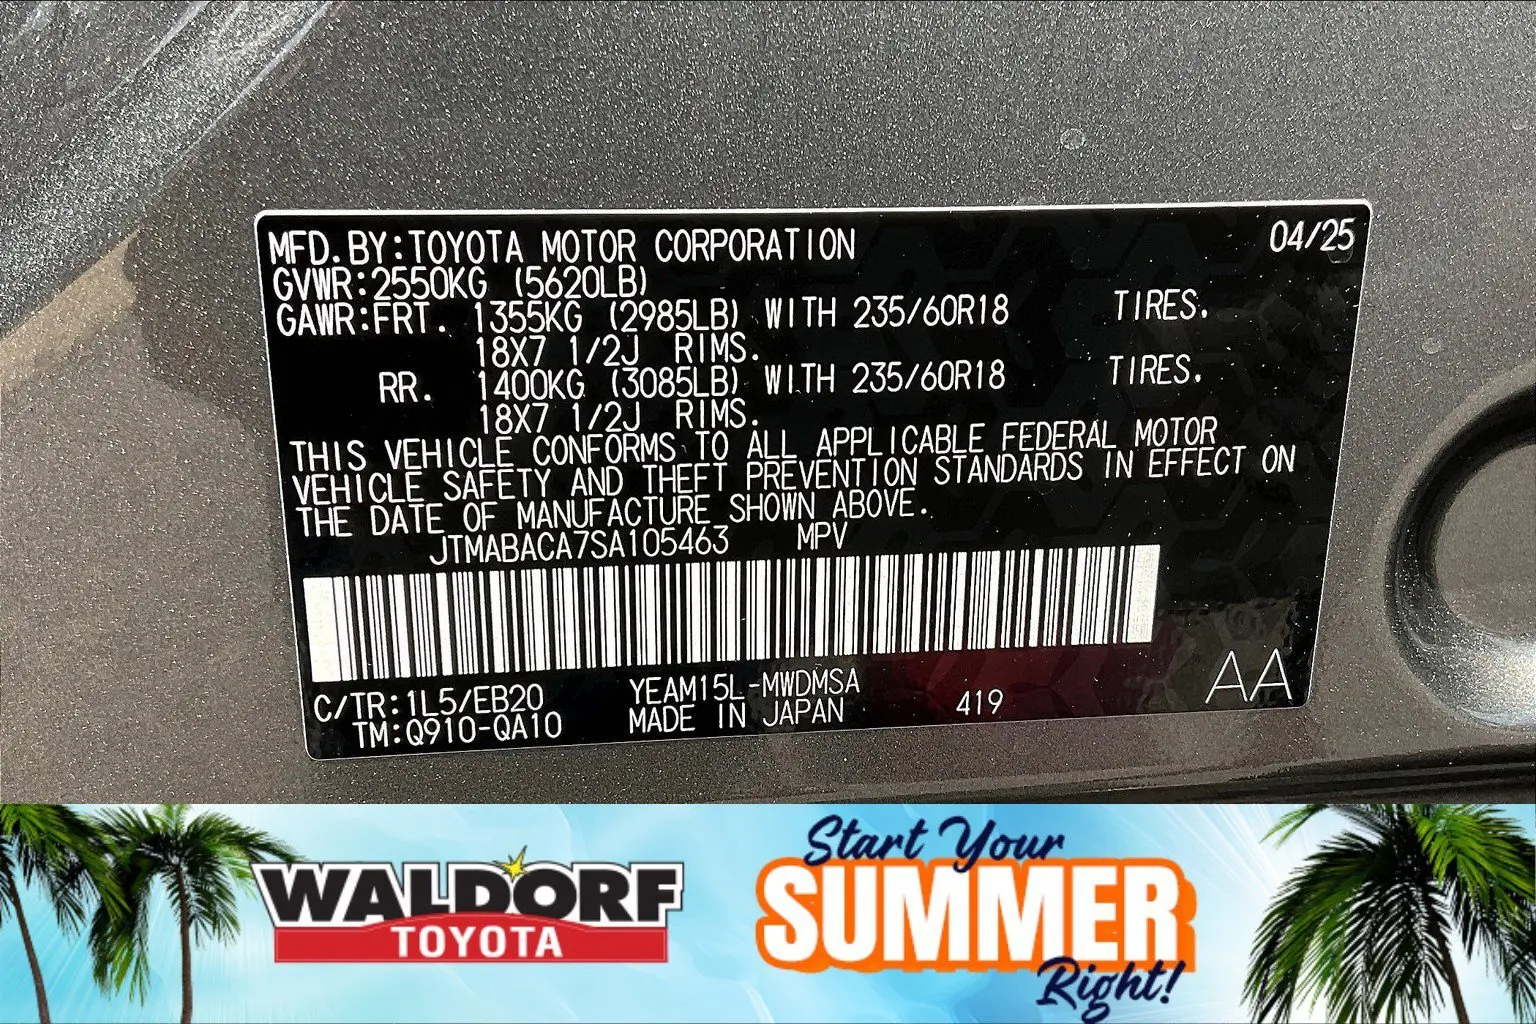 MFD.BY:TOYOTA MOTOR CORPORATION 04/25
GVWR:2550KG (5620LB)
GAWR:FRT. 1355KG (2985LB) WITH 235/60R18 TIRES.
18X7 1/2J RIMS.
RR. 1400KG (3085LB) WITH 235/60R18 TIRES.
18X7 1/2J RIMS.
THIS VEHICLE CONFORMS TO ALL APPLICABLE FEDERAL MOTOR
VEHICLE SAFETY AND THEFT PREVENTION STANDARDS IN EFFECT ON
THE DATE OF MANUFACTURE SHOWN ABOVE.
JTMABACA7SA105463 MPV
C/TR:1L5/EB20 YEAM15L-MWDMSA 419 AA
TM:Q910-QA10 MADE IN JAPAN
WALDORF
TOYOTA
Start Your
SUMMER
Right!